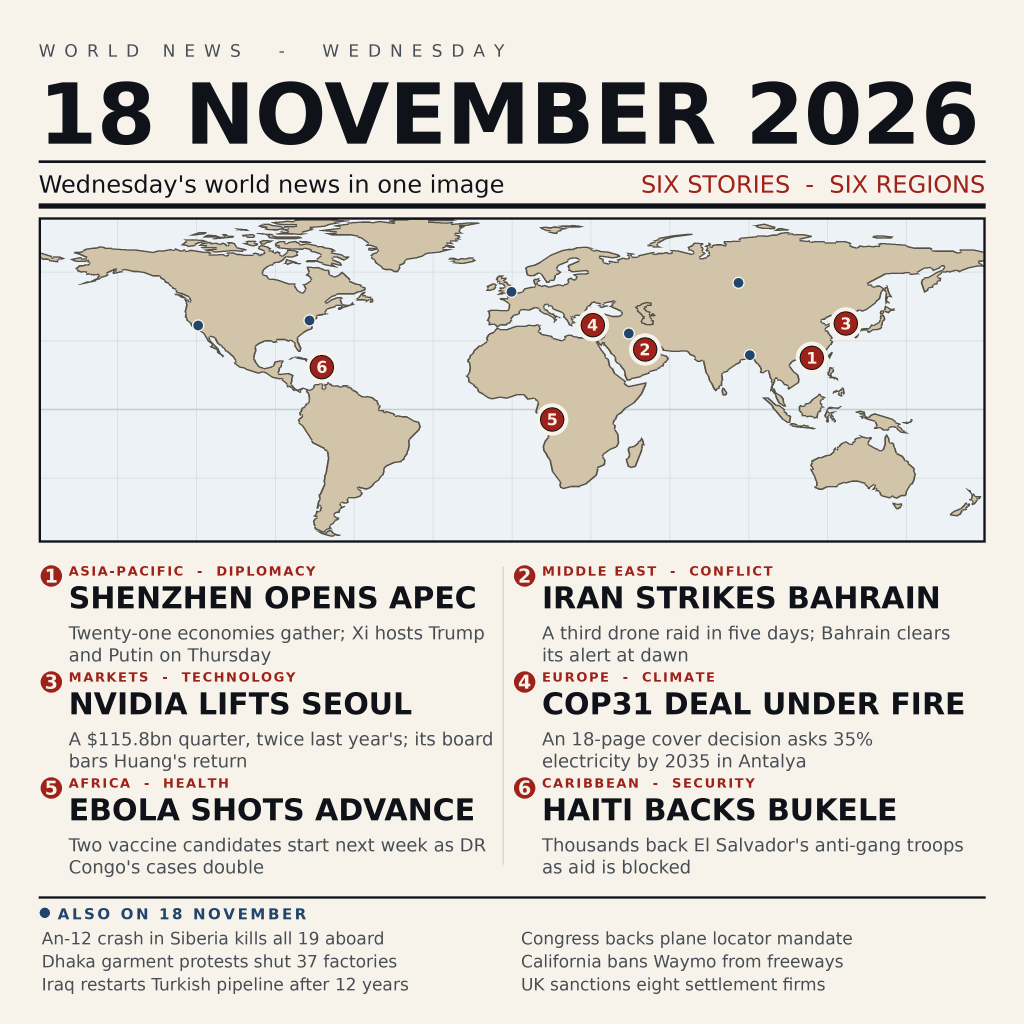 WORLD NEWS - WEDNESDAY
18 NOVEMBER 2026
Wednesday's world news in one image
SIX STORIES - SIX REGIONS
4
3
2
1
6
5
1 ASIA-PACIFIC - DIPLOMACY
SHENZHEN OPENS APEC
Twenty-one economies gather; Xi hosts Trump
and Putin on Thursday
2 MIDDLE EAST - CONFLICT
IRAN STRIKES BAHRAIN
A third drone raid in five days; Bahrain clears
its alert at dawn
3 MARKETS - TECHNOLOGY
NVIDIA LIFTS SEOUL
A $115.8bn quarter, twice last year's; its board
bars Huang's return
4 EUROPE - CLIMATE
COP31 DEAL UNDER FIRE
An 18-page cover decision asks 35%
electricity by 2035 in Antalya
5 AFRICA - HEALTH
EBOLA SHOTS ADVANCE
Two vaccine candidates start next week as DR
Congo's cases double
6 CARIBBEAN - SECURITY
HAITI BACKS BUKELE
Thousands back El Salvador's anti-gang troops
as aid is blocked
ALSO ON 18 NOVEMBER
An-12 crash in Siberia kills all 19 aboard
Dhaka garment protests shut 37 factories
Iraq restarts Turkish pipeline after 12 years
Congress backs plane locator mandate
California bans Waymo from freeways
UK sanctions eight settlement firms